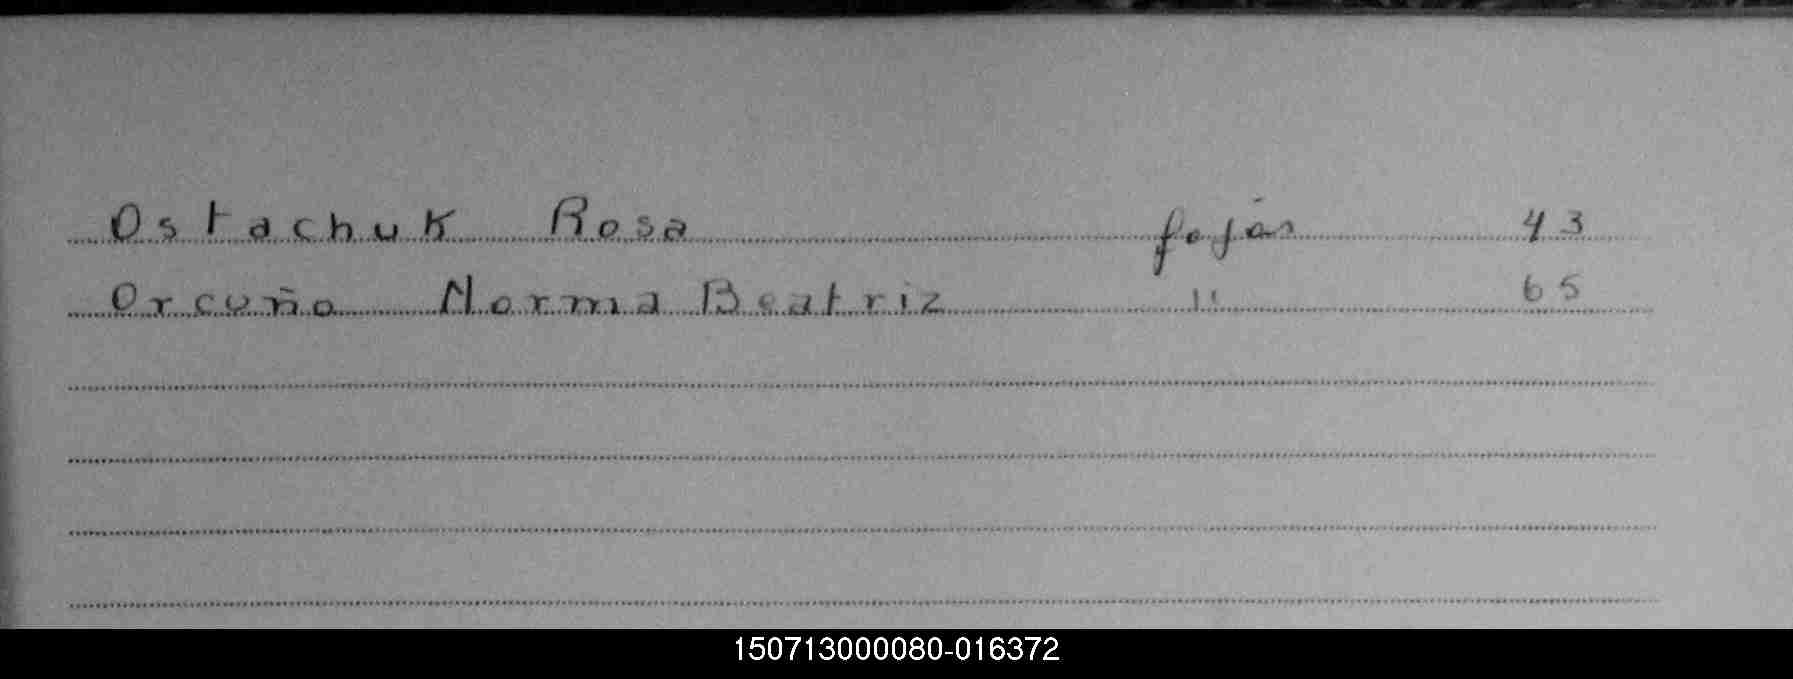 Ostachuk Rosa fojas 43
Orcuño Norma Beatriz " 65
150713000080-016372